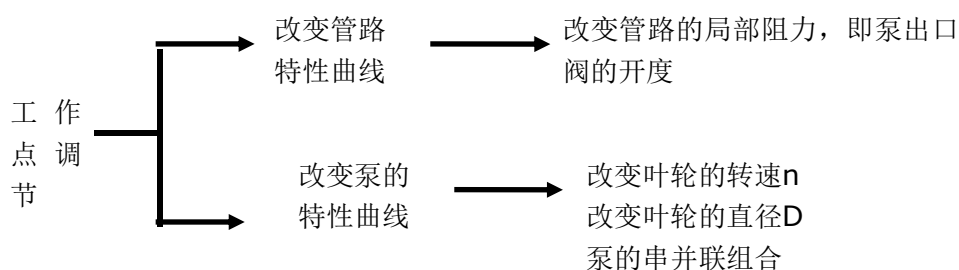 工 作
点 调
节
改变管路
特性曲线
改变管路的局部阻力，即泵出口
阀的开度
改变泵的
特性曲线
改变叶轮的转速n
改变叶轮的直径D
泵的串并联组合